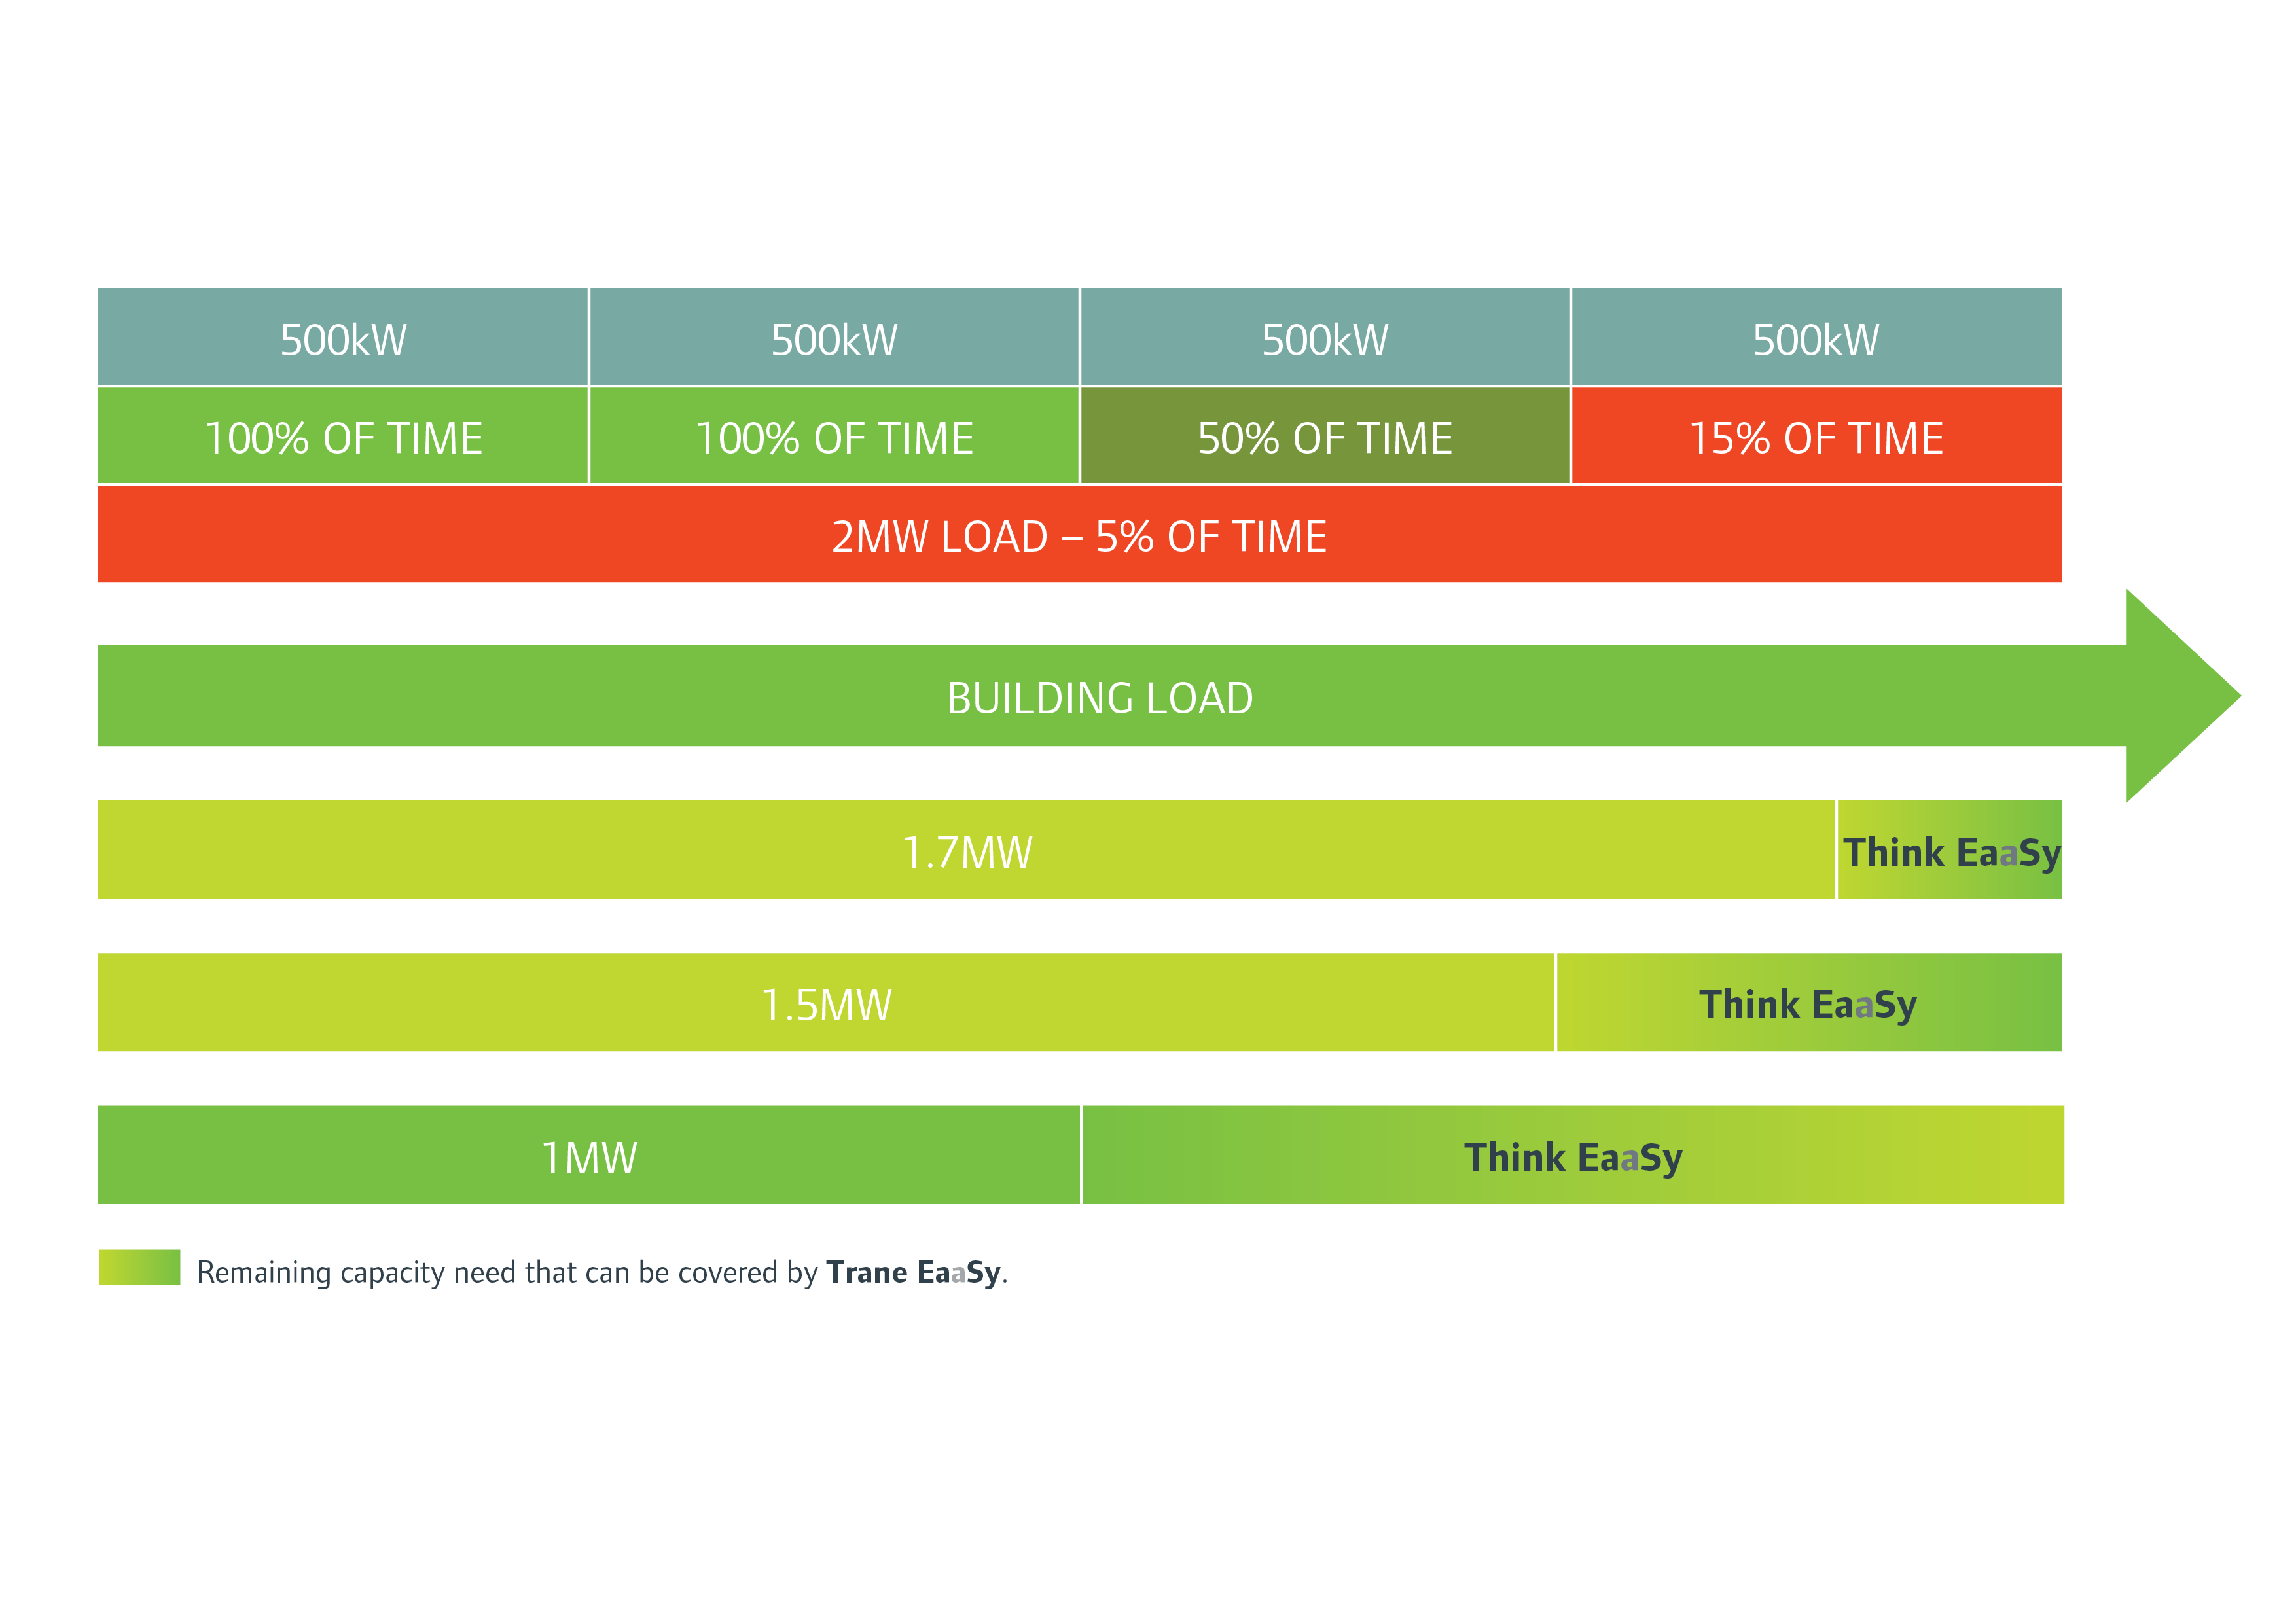 500kW 500kW 500kW 500kW
100% OF TIME 100% OF TIME 50% OF TIME 15% OF TIME
2MW LOAD – 5% OF TIME
BUILDING LOAD
1.7MW Think EaaSy
1.5MW Think EaaSy
1MW Think EaaSy
Remaining capacity need that can be covered by Trane EaaSy.